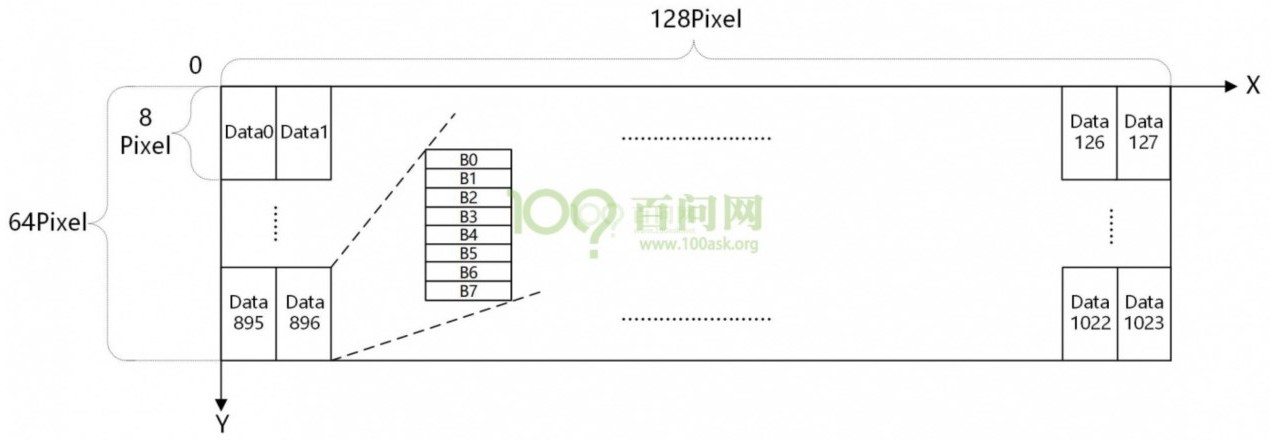 128Pixel
0
X
8
Pixel
Data0
Data1
Data
126
Data
127
B0
B1
B2
B3
B4
B5
B6
B7
100?
百问网
www.100ask.org
64Pixel
Data
895
Data
896
Data
1022
Data
1023
Y